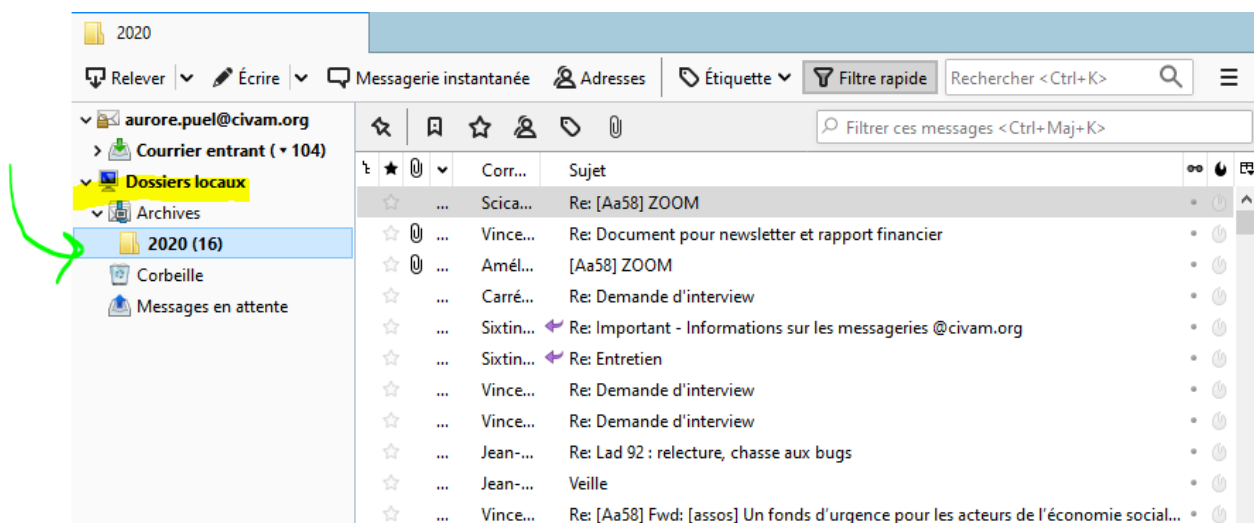 2020
Relever Écrire Messagerie instantanée Adresses Étiquette Filtre rapide Rechercher <Ctrl+K>
aurore.puel@civam.org
Filtrer ces messages <Ctrl+Maj+K>
Courrier entrant ( ▾ 104)
Corr... Sujet
Dossiers locaux
... Scica... Re: [Aa58] ZOOM
Archives
... Vince... Re: Document pour newsletter et rapport financier
2020 (16)
... Amél... [Aa58] ZOOM
Corbeille
... Carré... Re: Demande d'interview
Messages en attente
... Sixtin... Re: Important - Informations sur les messageries @civam.org
... Sixtin... Re: Entretien
... Vince... Re: Demande d'interview
... Vince... Re: Demande d'interview
... Jean-... Re: Lad 92 : relecture, chasse aux bugs
... Jean-... Veille
... Vince... Re: [Aa58] Fwd: [assos] Un fonds d'urgence pour les acteurs de l'économie social...